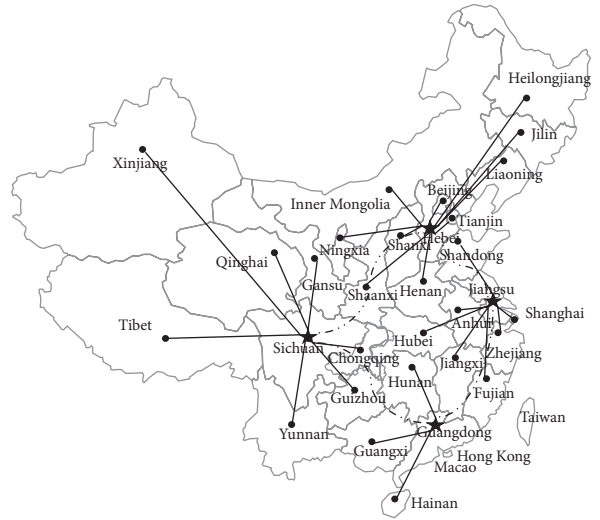 Heilongjiang
Jilin
Xinjiang
Liaoning
Beijing
Inner Mongolia
Tianjin
Hebei
Shanxi
Ningxia
Shandong
Qinghai
Gansu
Shanxi
Henan
Jiangsu
Shanghai
Tibet
Anhui
Hubei
Sichuan
Zhejiang
Chongqing
Jiangxi
Hunan
Guizhou
Fujian
Taiwan
Yunnan
Guangdong
Guangxi
Hong Kong
Macao
Hainan